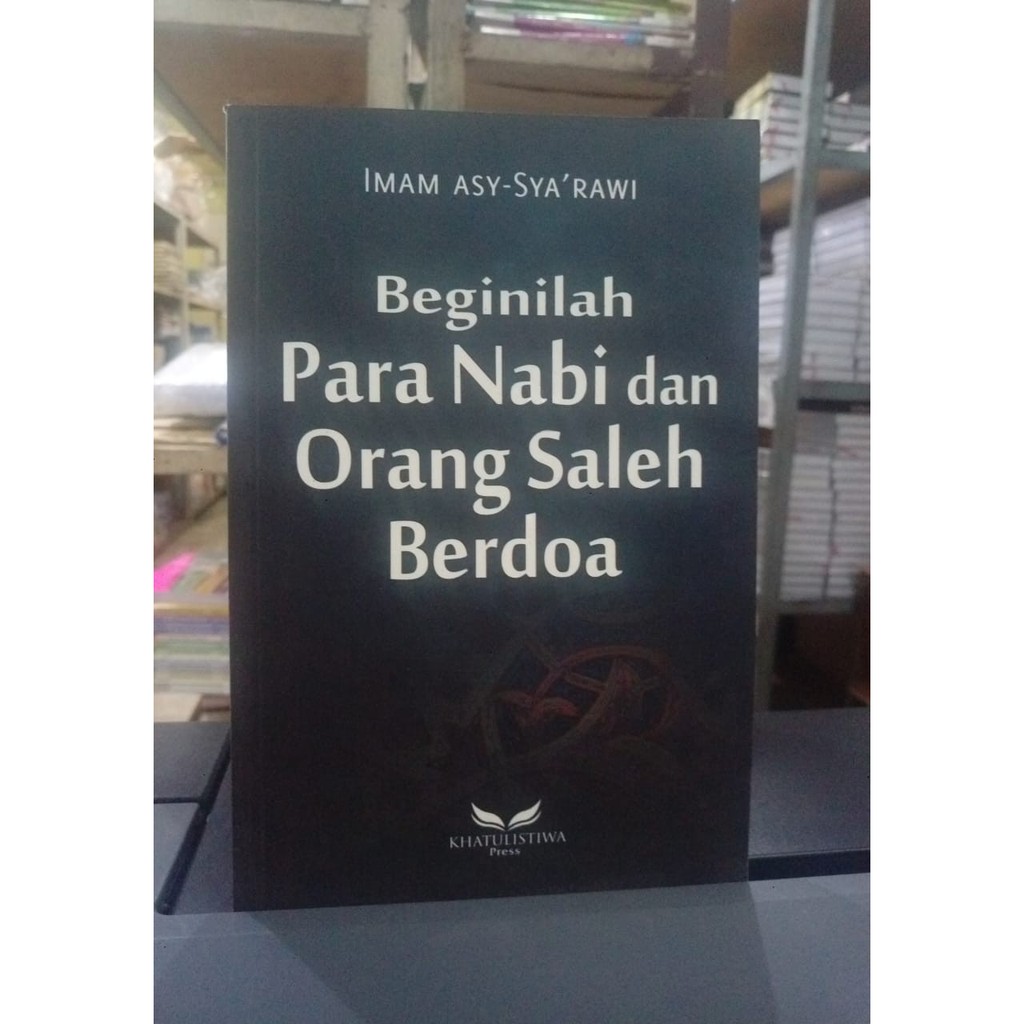 IMAM ASY-SYA'RAWI
Beginilah
Para Nabi dan
Orang Saleh
Berdoa
KHATULISTIWA
Press